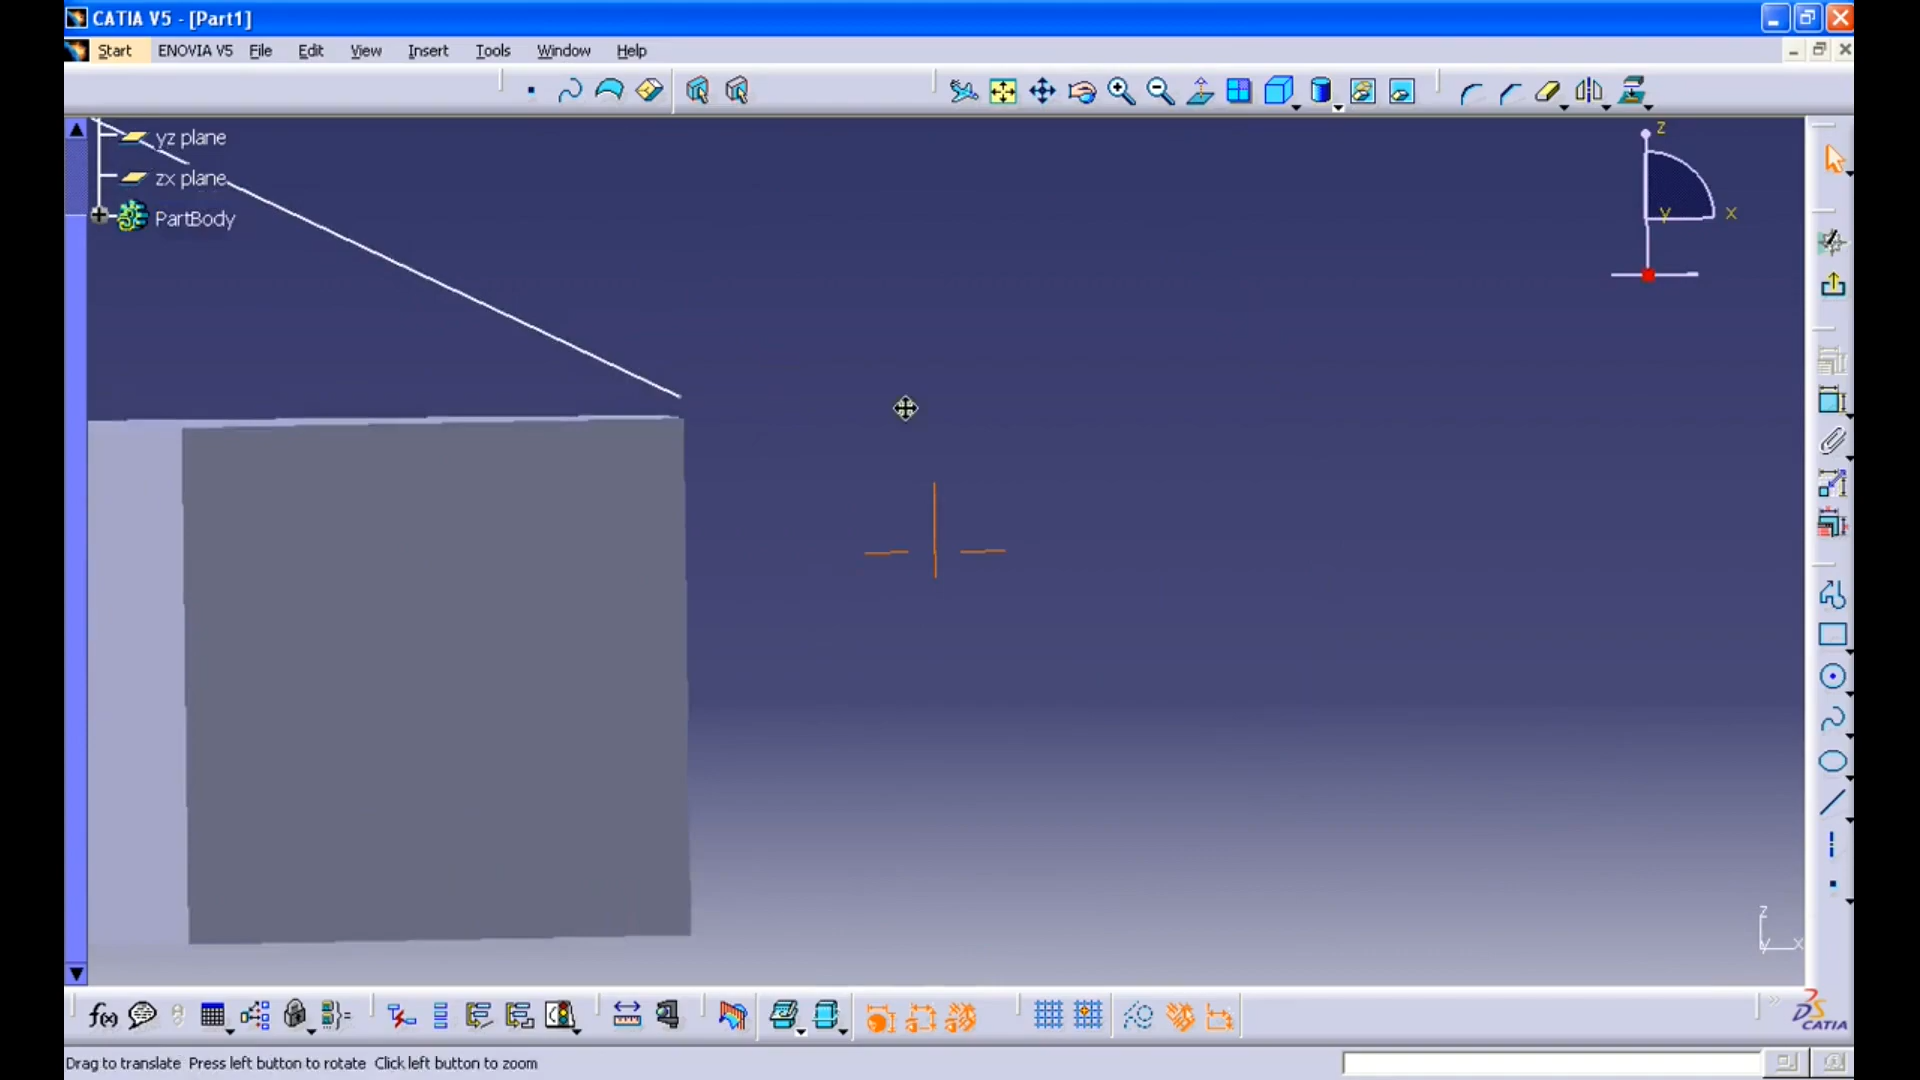 CATIA V5 - [Part1]
Start ENOVIA V5 File Edit View Insert Tools Window Help
yz plane
zx plane
PartBody
z
y
x
z
y x
f(x)
DS CATIA
Drag to translate Press left button to rotate Click left button to zoom